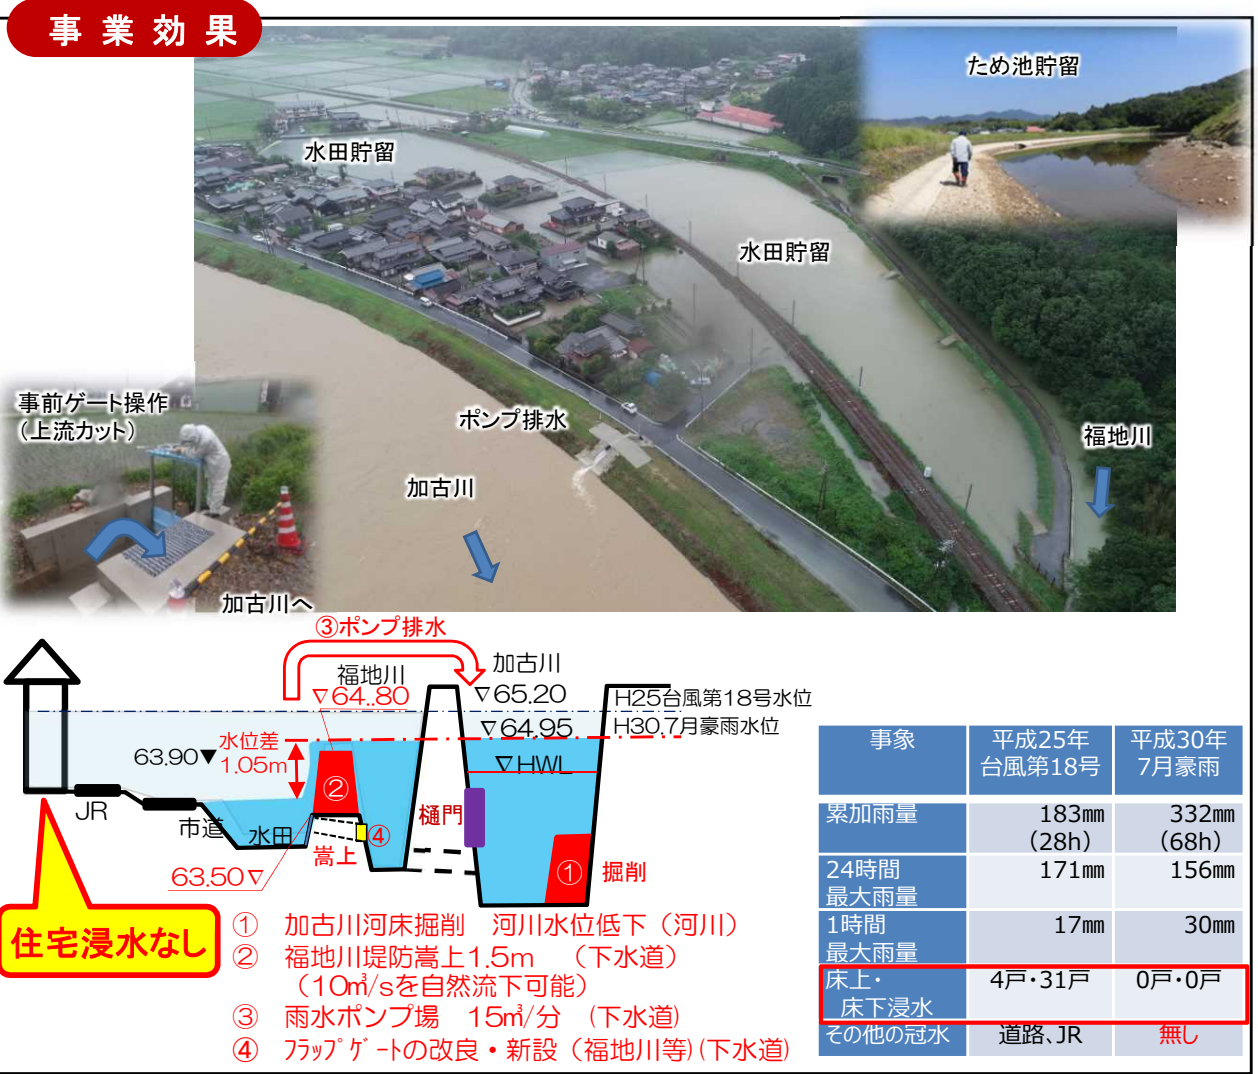 事業効果
ため池貯留
水田貯留
水田貯留
事前ゲート操作
（上流カット）
ポンプ排水
福地川
加古川
加古川へ
③ポンプ排水
福地川
加古川
▽64..80
▽65.20
H25台風第18号水位
▽64.95
H30.7月豪雨水位
水位差
1.05m
63.90▼
▽HWL
②
JR
市道
水田
④
樋門
嵩上
①
掘削
63.50▽
住宅浸水なし
① 加古川河床掘削 河川水位低下（河川）
② 福地川堤防嵩上1.5m （下水道）
（10㎥/sを自然流下可能）
③ 雨水ポンプ場 15㎥/分 (下水道)
④ ﾌﾗｯﾌﾟｹﾞｰﾄの改良・新設（福地川等)(下水道)
事象 平成25年 平成30年
台風第18号 7月豪雨
累加雨量 183㎜ 332㎜
(28h) (68h)
24時間 171㎜ 156㎜
最大雨量
1時間 17㎜ 30㎜
最大雨量
床上・ 4戸・31戸 0戸・0戸
床下浸水
その他の冠水 道路、JR 無し